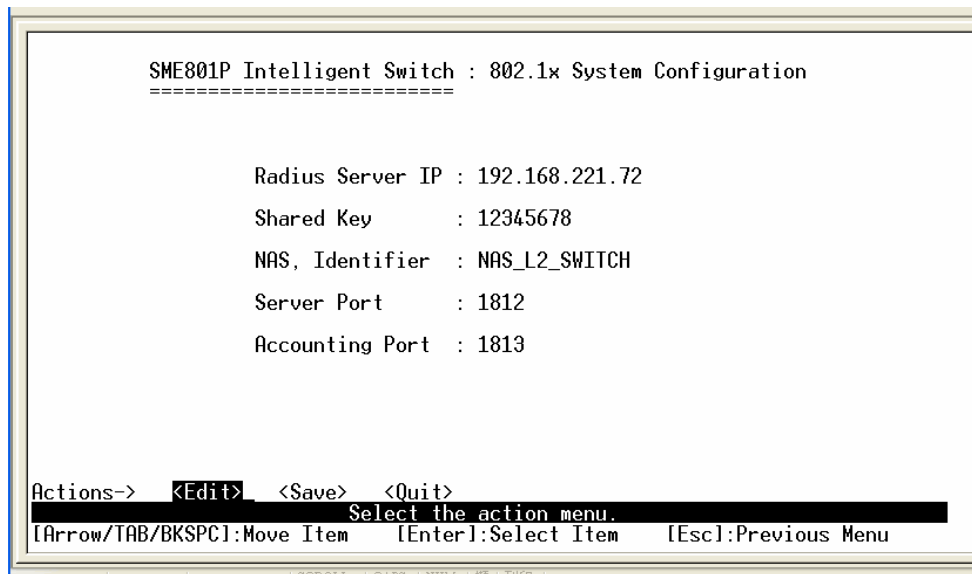 SME801P Intelligent Switch : 802.1x System Configuration
==========================
Radius Server IP : 192.168.221.72
Shared Key : 12345678
NAS, Identifier : NAS_L2_SWITCH
Server Port : 1812
Accounting Port : 1813
Actions-> <Edit> <Save> <Quit>
Select the action menu.
[Arrow/TAB/BKSPC]:Move Item [Enter]:Select Item [Esc]:Previous Menu